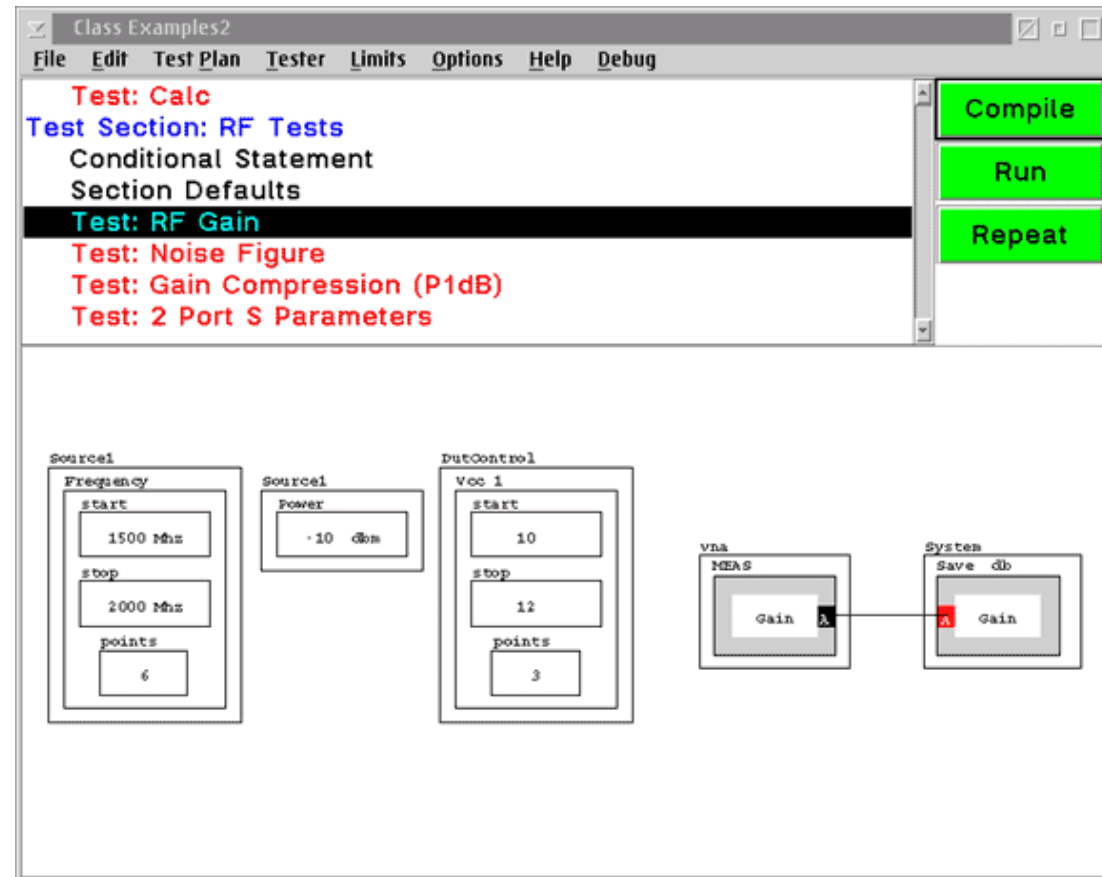 Class Examples2
File Edit Test Plan Tester Limits Options Help Debug
Test: Calc
Test Section: RF Tests
Conditional Statement
Section Defaults
Test: RF Gain
Test: Noise Figure
Test: Gain Compression (P1dB)
Test: 2 Port S Parameters
Compile
Run
Repeat
Source1
Frequency
start
1500 Mhz
stop
2000 Mhz
points
6
Source1
Power
-10 dbm
DutControl
Vcc 1
start
10
stop
12
points
3
vna
MEAS
Gain A
System
Save db
A Gain